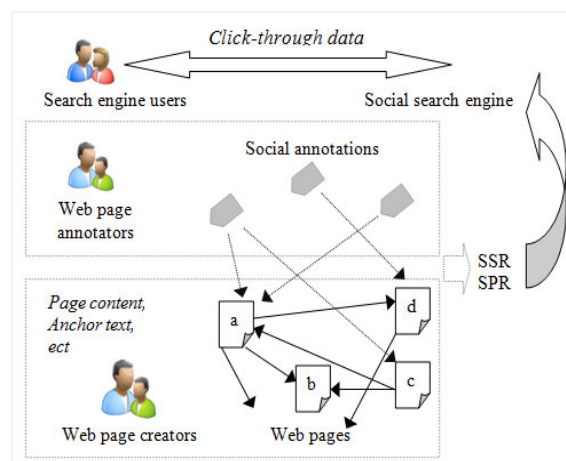 Click-through data
Search engine users
Social search engine
Social annotations
Web page
annotators
SSR
SPR
Page content,
Anchor text,
ect
a
d
b
c
Web page creators
Web pages